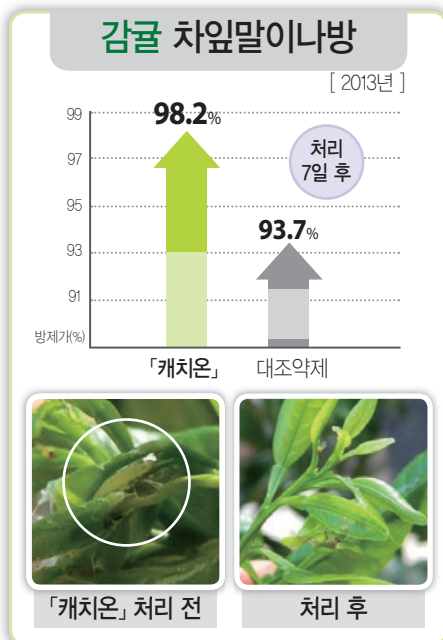 감귤 차잎말이나방
[ 2013년 ]
99
97
95
93
91
방제가(%)
98.2%
93.7%
처리
7일 후
「캐치온」
대조약제
「캐치온」 처리 전
처리 후